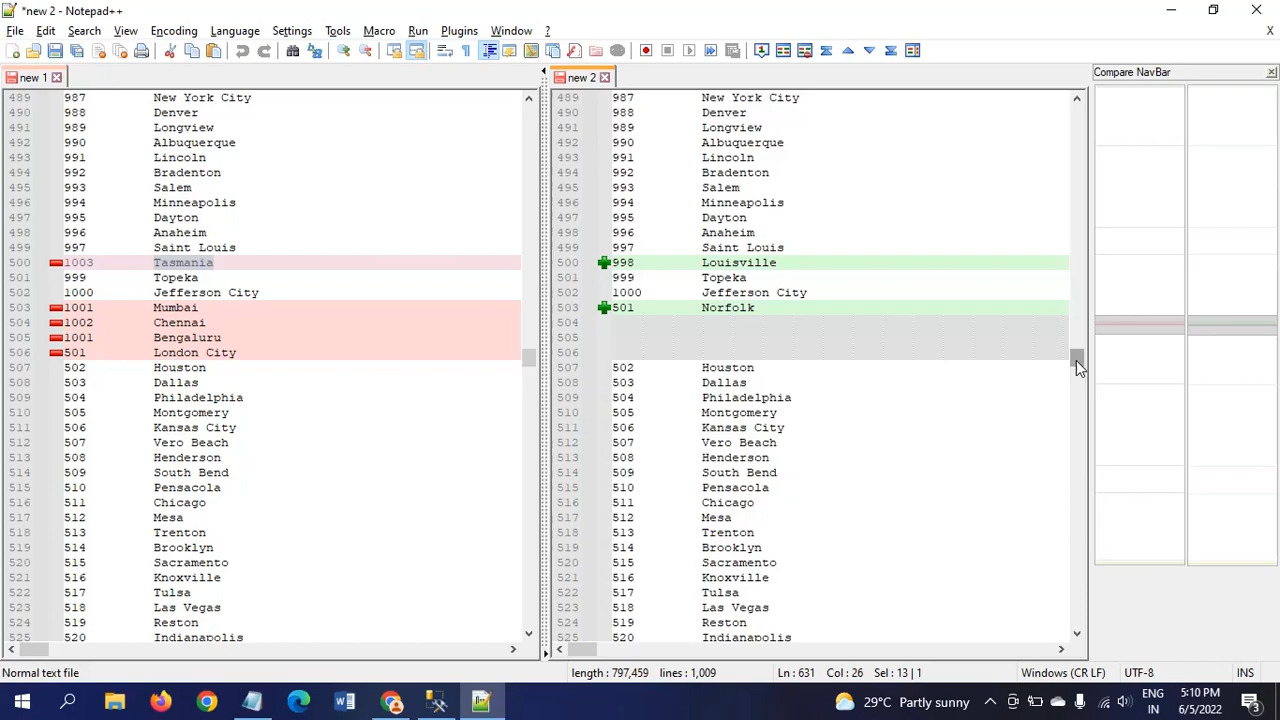 *new 2 - Notepad++
File Edit Search View Encoding Language Settings Tools Macro Run Plugins Window ? X
new 1 new 2
Compare NavBar
489 987 New York City 489 987 New York City
490 988 Denver 490 988 Denver
491 989 Longview 491 989 Longview
492 990 Albuquerque 492 990 Albuquerque
493 991 Lincoln 493 991 Lincoln
494 992 Bradenton 494 992 Bradenton
495 993 Salem 495 993 Salem
496 994 Minneapolis 496 994 Minneapolis
497 995 Dayton 497 995 Dayton
498 996 Anaheim 498 996 Anaheim
499 997 Saint Louis 499 997 Saint Louis
500 1003 Tasmania 500 998 Louisville
501 999 Topeka 501 999 Topeka
502 1000 Jefferson City 502 1000 Jefferson City
503 1001 Mumbai 503 501 Norfolk
504 1002 Chennai 504
505 1001 Bengaluru 505
506 501 London City 506
507 502 Houston 507 502 Houston
508 503 Dallas 508 503 Dallas
509 504 Philadelphia 509 504 Philadelphia
510 505 Montgomery 510 505 Montgomery
511 506 Kansas City 511 506 Kansas City
512 507 Vero Beach 512 507 Vero Beach
513 508 Henderson 513 508 Henderson
514 509 South Bend 514 509 South Bend
515 510 Pensacola 515 510 Pensacola
516 511 Chicago 516 511 Chicago
517 512 Mesa 517 512 Mesa
518 513 Trenton 518 513 Trenton
519 514 Brooklyn 519 514 Brooklyn
520 515 Sacramento 520 515 Sacramento
521 516 Knoxville 521 516 Knoxville
522 517 Tulsa 522 517 Tulsa
523 518 Las Vegas 523 518 Las Vegas
524 519 Reston 524 519 Reston
525 520 Indianapolis 525 520 Indianapolis
Normal text file length : 797,459 lines : 1,009 Ln : 631 Col : 26 Sel : 13 | 1 Windows (CR LF) UTF-8 INS
29°C Partly sunny ENG 5:10 PM
IN 6/5/2022 3